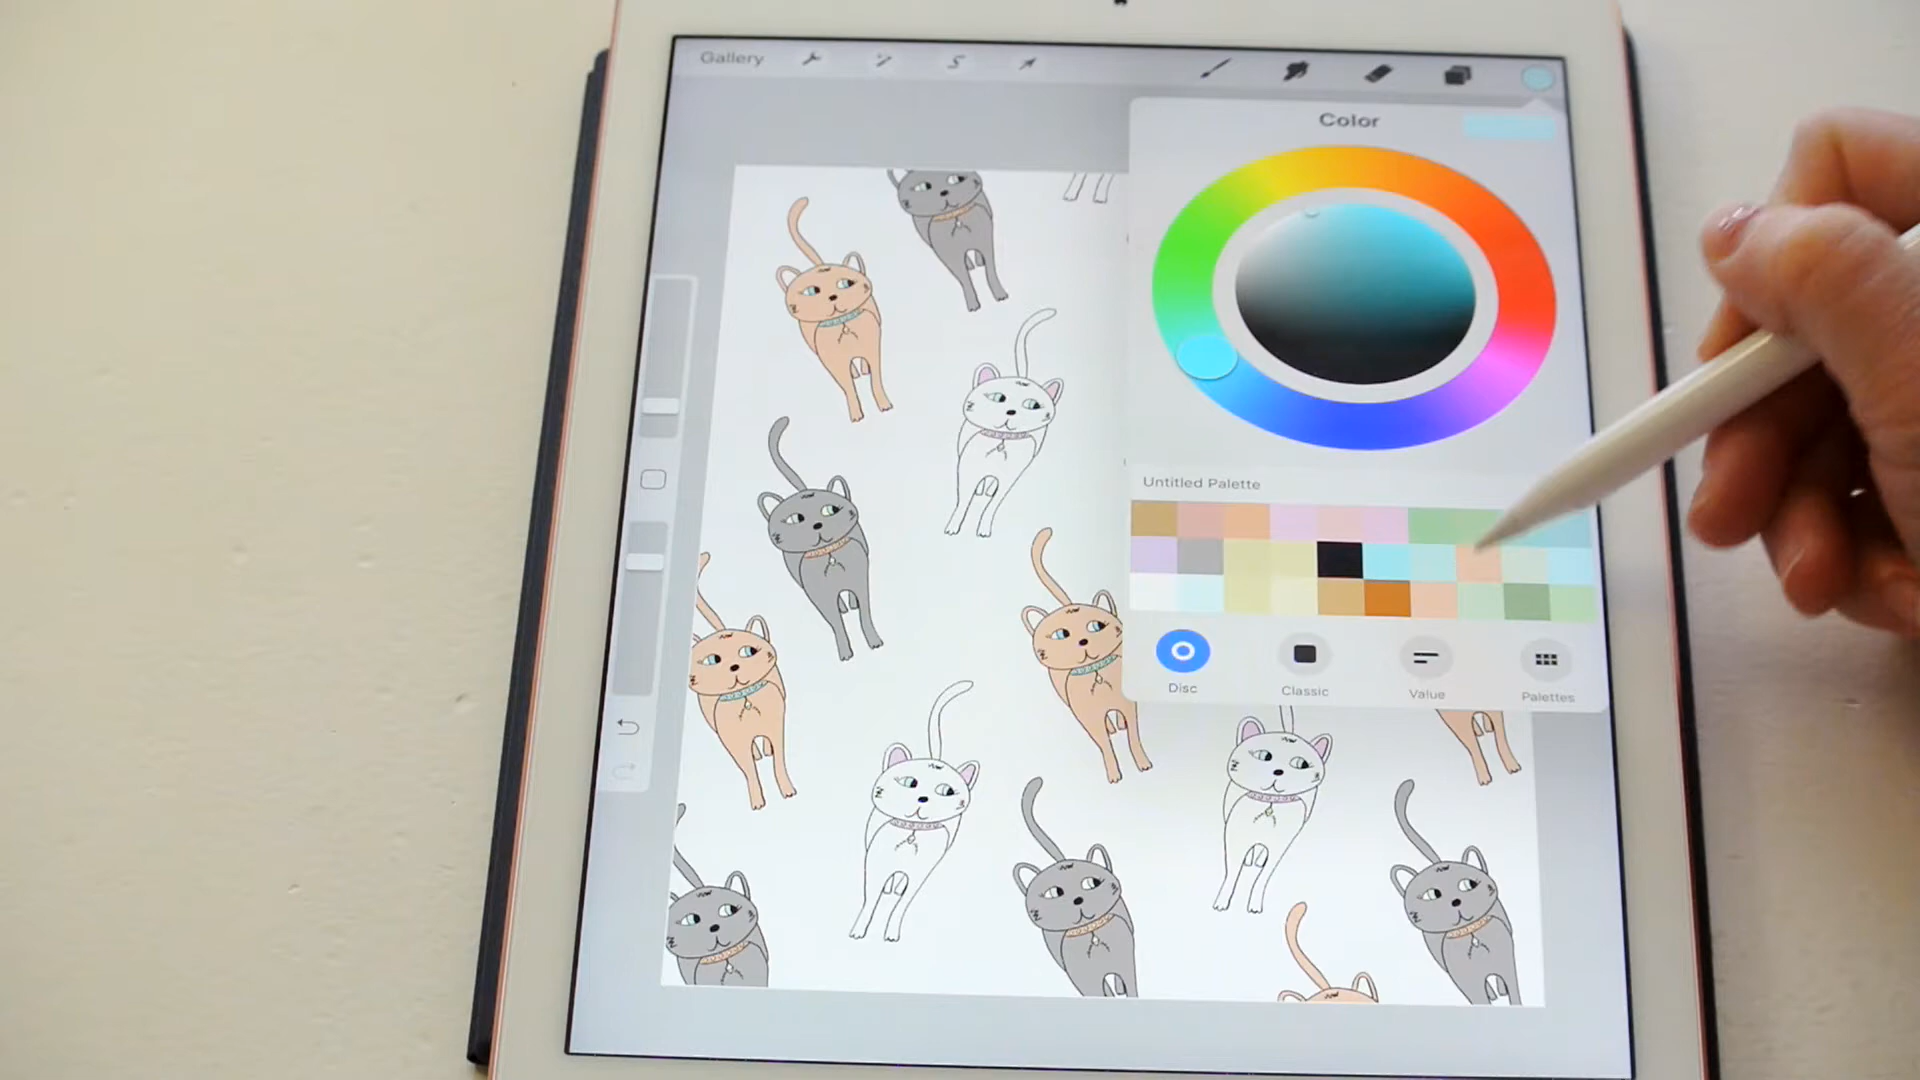 Gallery
Color
Untitled Palette
Disc
Classic
Value
Palettes